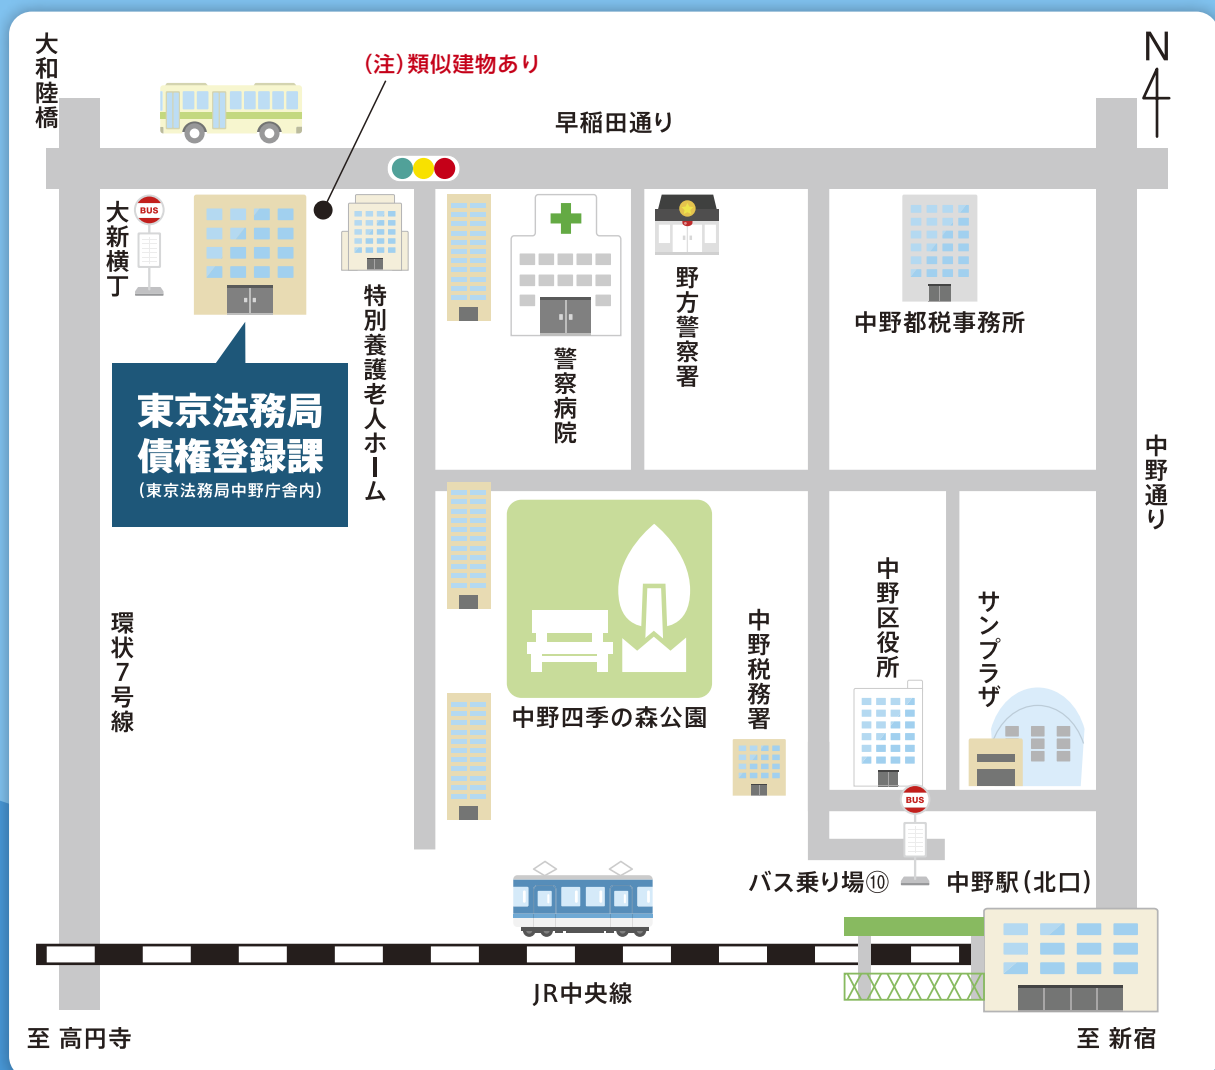 大和陸橋
(注)類似建物あり
N
早稲田通り
大新横丁
BUS
東京法務局
債権登録課
(東京法務局中野庁舎内)
特別養護老人ホーム
警察病院
野方警察署
中野都税事務所
中野通り
環状7号線
中野四季の森公園
中野税務署
中野区役所
サンプラザ
BUS
バス乗り場⑩
中野駅(北口)
JR中央線
至 高円寺
至 新宿